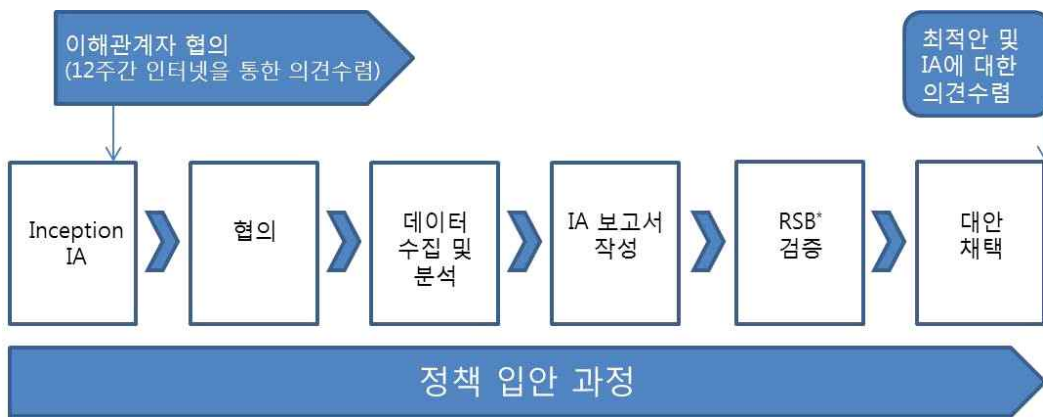 이해관계자 협의
(12주간 인터넷을 통한 의견수렴)
최적안 및
IA에 대한
의견수렴
Inception
IA
협의
데이터
수집 및
분석
IA 보고서
작성
RSB*
검증
대안
채택
정책 입안 과정